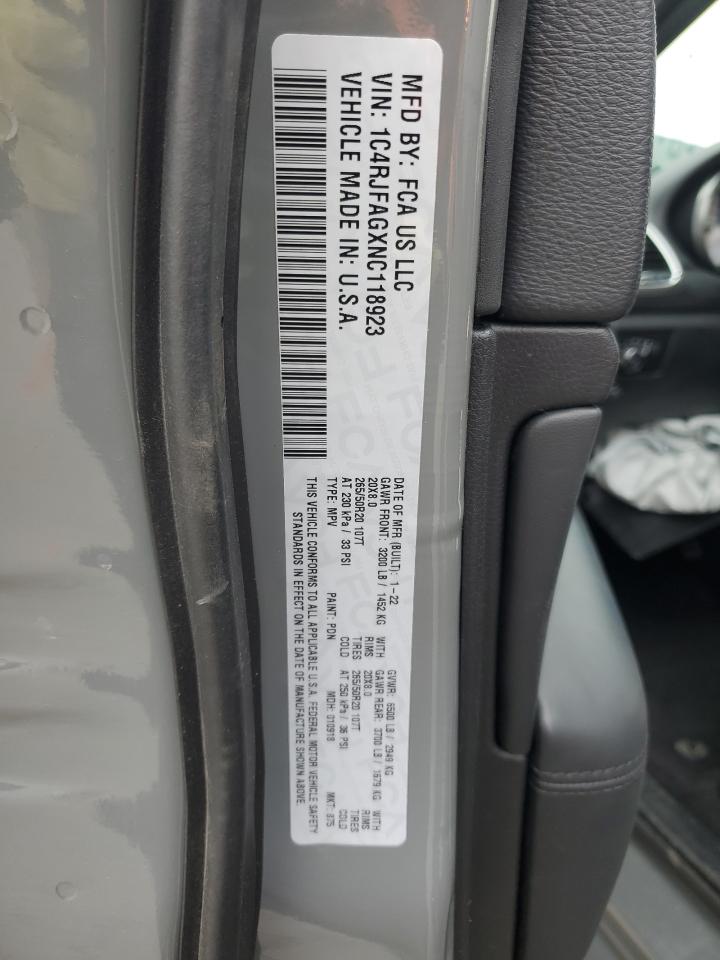 MFD BY: FCA US LLC
VIN: 1C4RJFAGXNC118923
VEHICLE MADE IN: U.S.A.
DATE OF MFR (BUILT): 1-22 GVWR: 6500 LB / 2949 KG
GAWR FRONT: 3200 LB / 1452 KG WITH GAWR REAR: 3700 LB / 1679 KG WITH
20X8.0 RIMS 20X8.0 RIMS
265/50R20 107T TIRES 265/50R20 107T TIRES
AT 230 kPa / 33 PSI COLD AT 250 kPa / 36 PSI COLD
TYPE: MPV PAINT: PDN MDH: 010918 MKT: 875
THIS VEHICLE CONFORMS TO ALL APPLICABLE U.S.A. FEDERAL MOTOR VEHICLE SAFETY
STANDARDS IN EFFECT ON THE DATE OF MANUFACTURE SHOWN ABOVE.